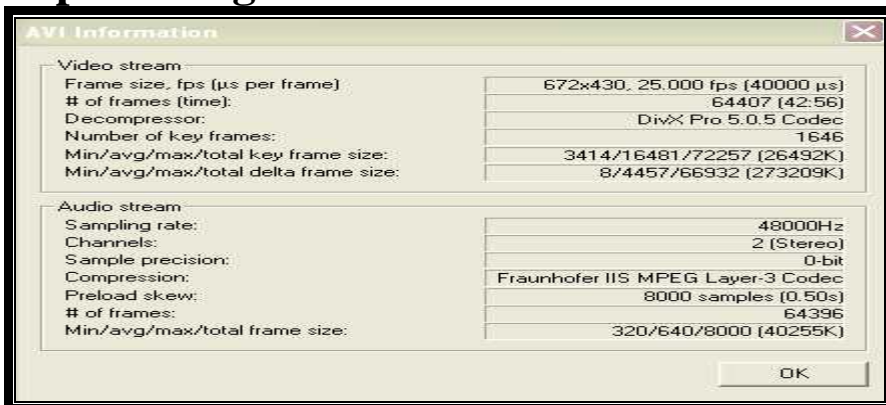 AVI Information
Video stream
Frame size, fps (µs per frame) 672x430, 25.000 fps (40000 µs)
# of frames (time): 64407 (42:56)
Decompressor: DivX Pro 5.0.5 Codec
Number of key frames: 1646
Min/avg/max/total key frame size: 3414/16481/72257 (26492K)
Min/avg/max/total delta frame size: 8/4457/66932 (273209K)
Audio stream
Sampling rate: 48000Hz
Channels: 2 (Stereo)
Sample precision: 0-bit
Compression: Fraunhofer IIS MPEG Layer-3 Codec
Preload skew: 8000 samples (0.50s)
# of frames: 64396
Min/avg/max/total frame size: 320/640/8000 (40255K)
OK